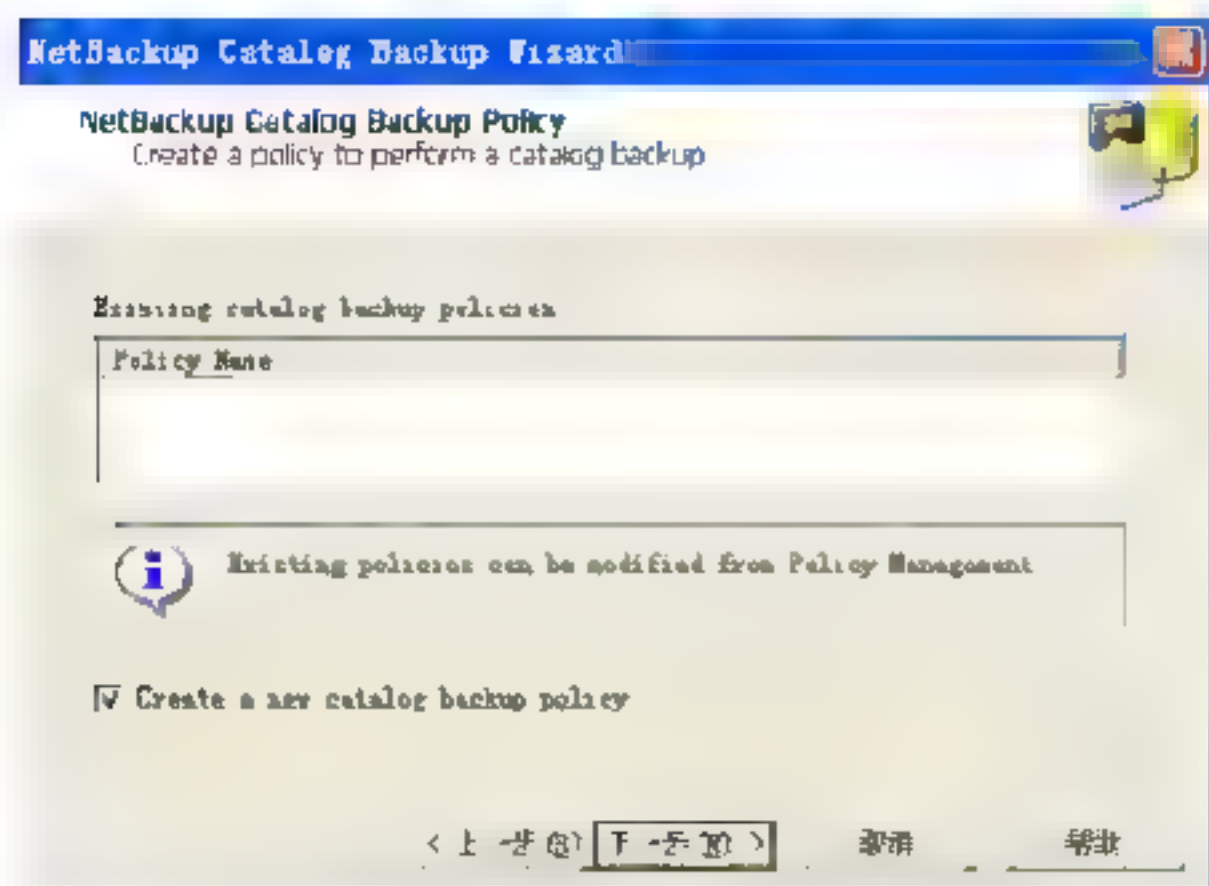 NetBackup Catalog Backup Wizard
NetBackup Catalog Backup Policy
Create a policy to perform a catalog backup
Existing catalog backup policies
Policy Name
Existing policies can be modified from Policy Management
Create a new catalog backup policy
< 上一步(B) 下一步(N) > 取消 帮助